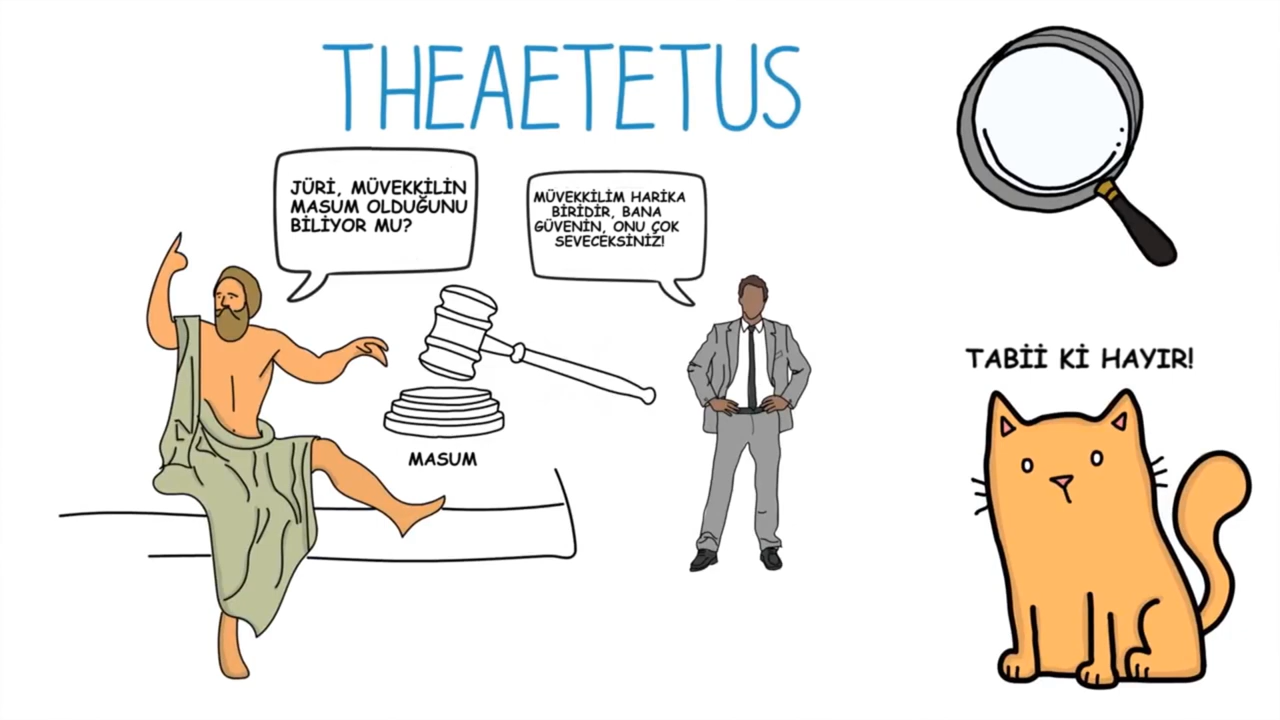 THEAETETUS
JÜRİ, MÜVEKKİLİN
MASUM OLDUĞUNU
BİLİYOR MU?
MÜVEKKİLİM HARİKA
BİRİDİR, BANA
GÜVENİN, ONU ÇOK
SEVECEKSİNİZ!
MASUM
TABİİ Kİ HAYIR!